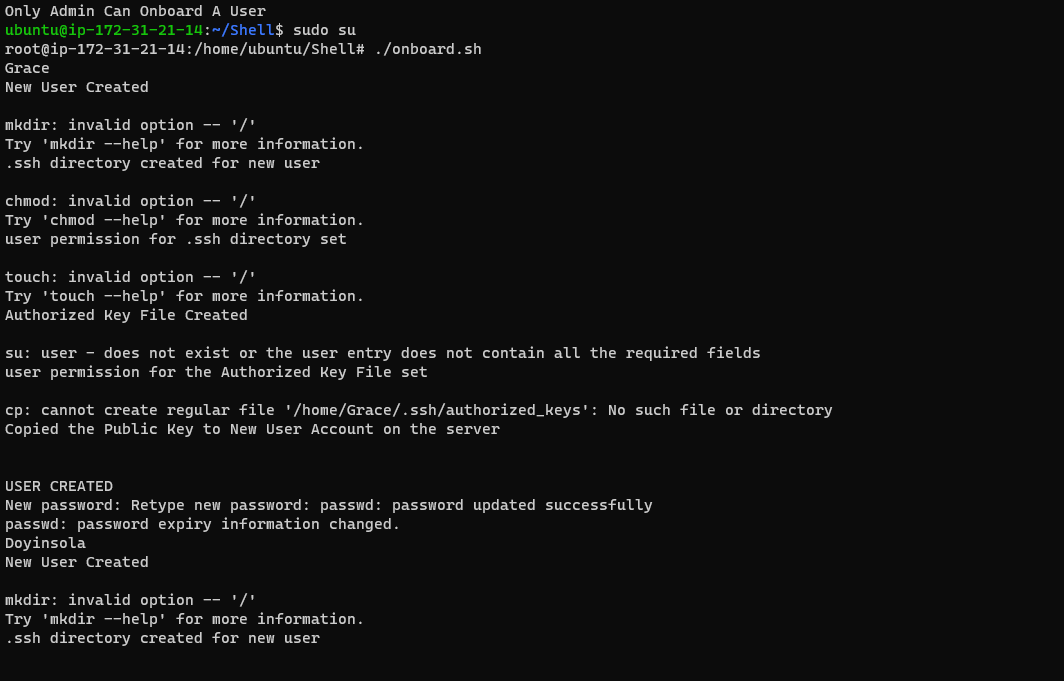 Only Admin Can Onboard A User
ubuntu@ip-172-31-21-14:~/Shell$ sudo su
root@ip-172-31-21-14:/home/ubuntu/Shell# ./onboard.sh
Grace
New User Created
mkdir: invalid option -- '/'
Try 'mkdir --help' for more information.
.ssh directory created for new user
chmod: invalid option -- '/'
Try 'chmod --help' for more information.
user permission for .ssh directory set
touch: invalid option -- '/'
Try 'touch --help' for more information.
Authorized Key File Created
su: user - does not exist or the user entry does not contain all the required fields
user permission for the Authorized Key File set
cp: cannot create regular file '/home/Grace/.ssh/authorized_keys': No such file or directory
Copied the Public Key to New User Account on the server
USER CREATED
New password: Retype new password: passwd: password updated successfully
passwd: password expiry information changed.
Doyinsola
New User Created
mkdir: invalid option -- '/'
Try 'mkdir --help' for more information.
.ssh directory created for new user